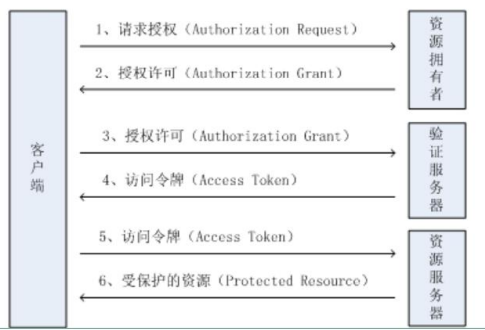 1、请求授权（Authorization Request）
资源拥有者
2、授权许可（Authorization Grant）
客户端
3、授权许可（Authorization Grant）
验证服务器
4、访问令牌（Access Token）
5、访问令牌（Access Token）
资源服务器
6、受保护的资源（Protected Resource）